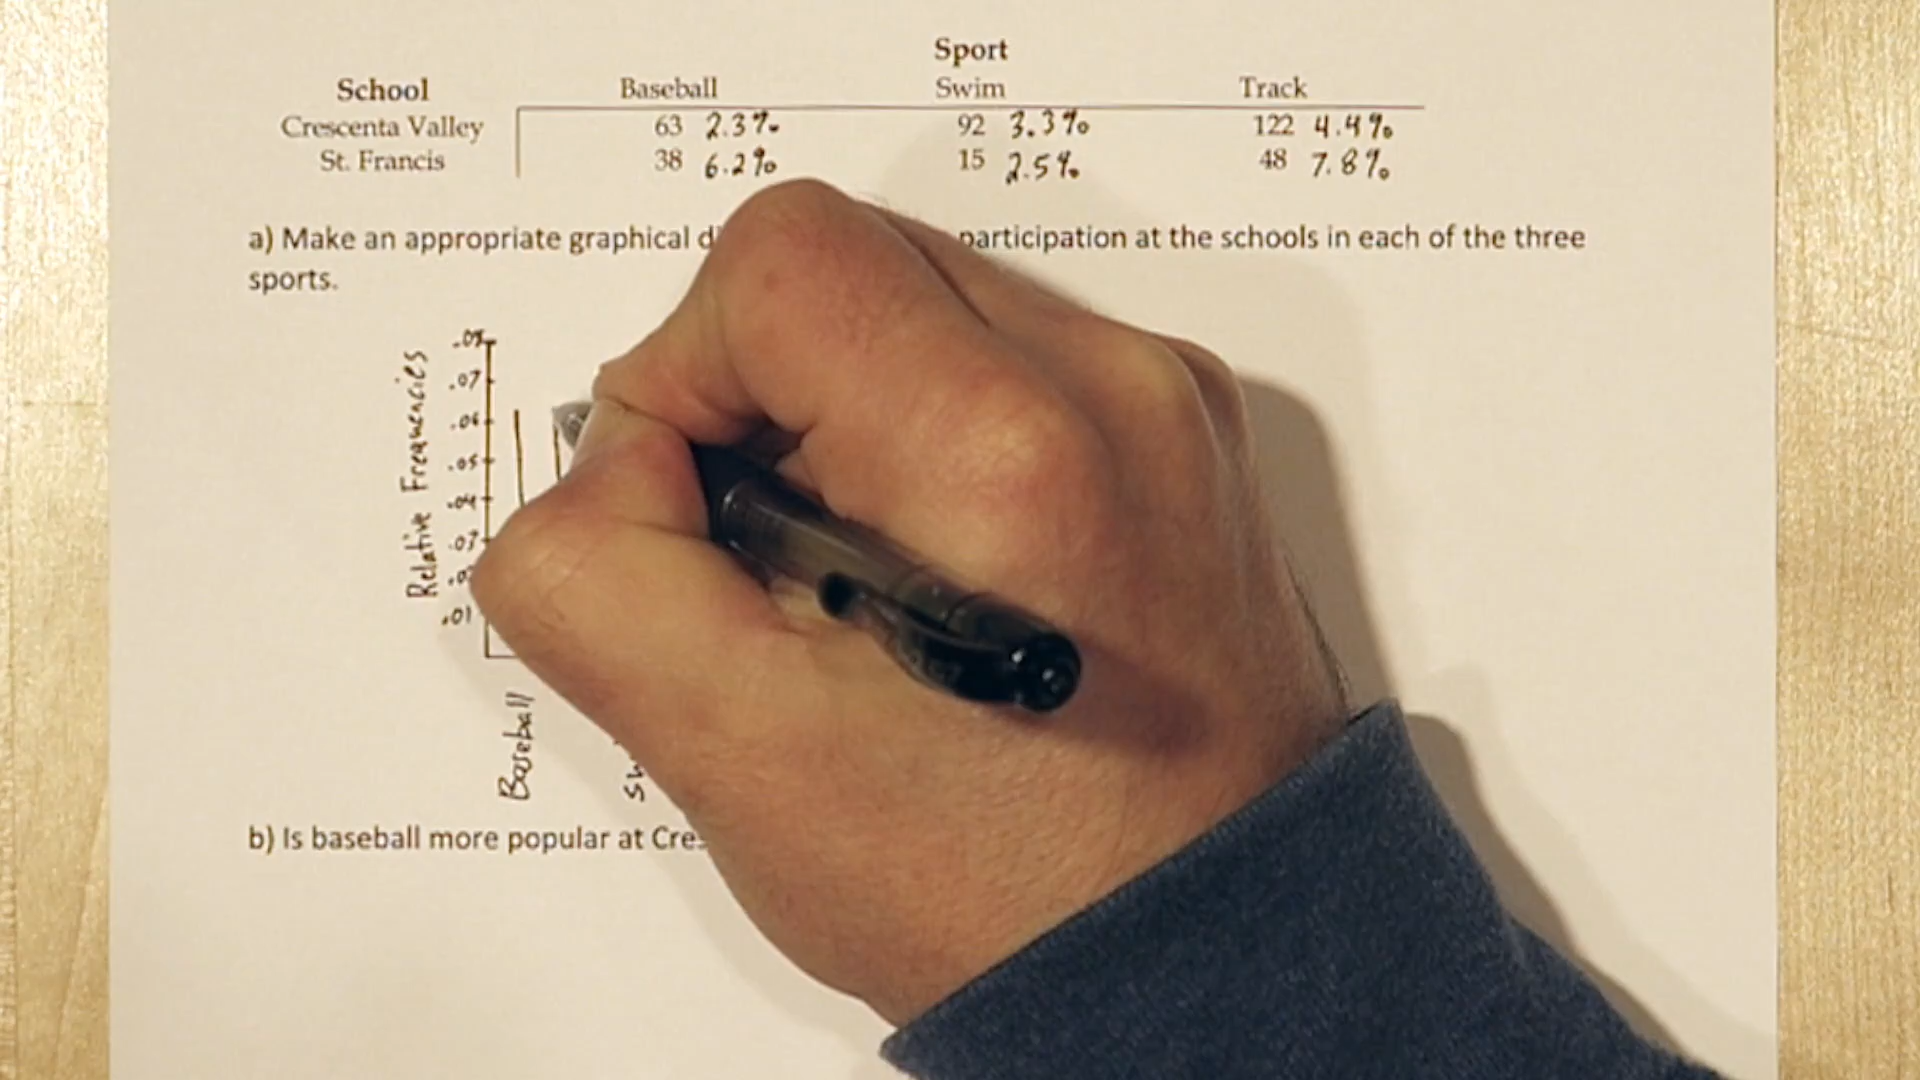 Sport
School Baseball Swim Track
Crescenta Valley 63 2.3% 92 3.3% 122 4.4%
St. Francis 38 6.2% 15 2.5% 48 7.8%
a) Make an appropriate graphical participation at the schools in each of the three
sports.
Relative Frequencies
.08
.07
.06
.05
.04
.07
.01
Baseball
b) Is baseball more popular at